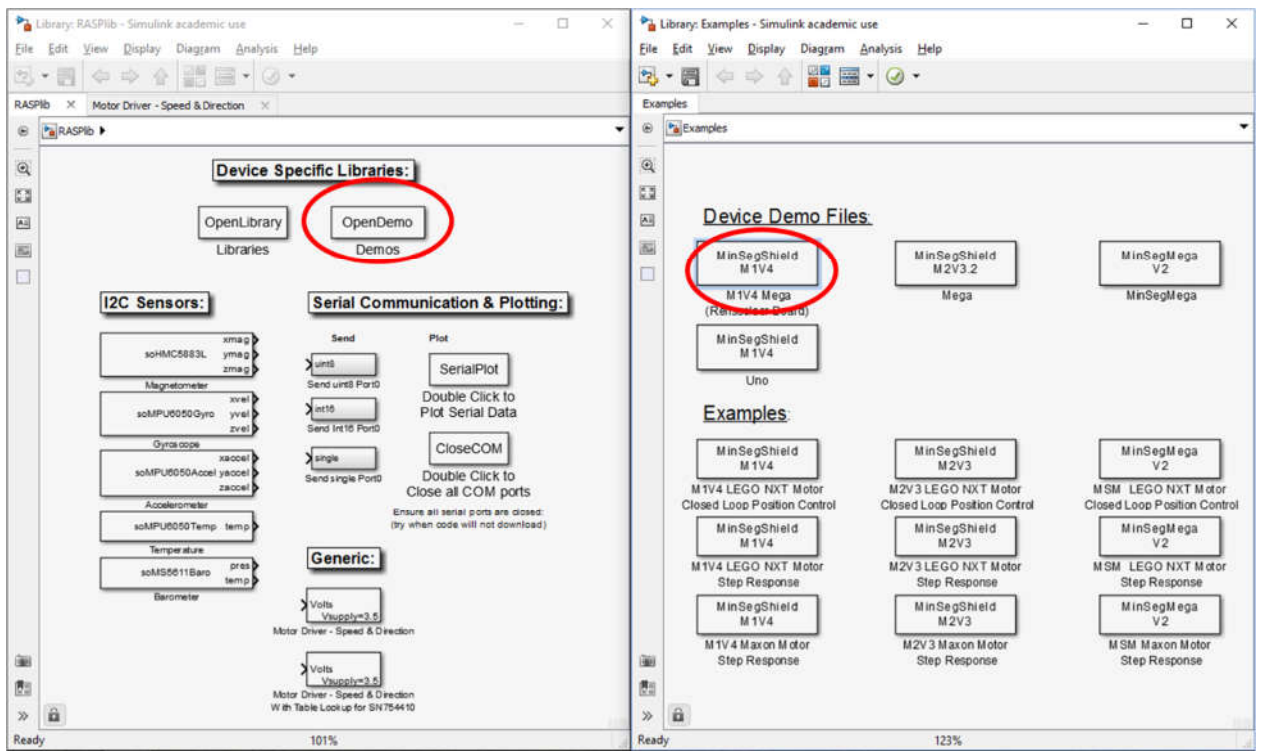 Library: RASPlib - Simulink academic use
File Edit View Display Diagram Analysis Help
RASPlib × Motor Driver - Speed & Direction ×
RASPlib
Device Specific Libraries:
OpenLibrary
Libraries
OpenDemo
Demos
I2C Sensors:
soHMC5883L
xmag
ymag
zmag
Magnetometer
soMPU6050Gyro
xvel
yvel
zvel
Gyroscope
soMPU6050Accel
xaccel
yaccel
zaccel
Accelerometer
soMPU6050Temp temp
Temperature
soMS5611Baro
pres
temp
Barometer
Serial Communication & Plotting:
Send
uint8
Send uint8 Port0
int16
Send Int16 Port0
single
Send single Port0
Plot
SerialPlot
Double Click to
Plot Serial Data
CloseCOM
Double Click to
Close all COM ports
Ensure all serial ports are closed:
(try when code will not download)
Generic:
Volts
Vsupply=3.5
Motor Driver - Speed & Direction
Volts
Vsupply=3.5
Motor Driver - Speed & Direction
With Table Lookup for SN754410
Ready 101%
Library: Examples - Simulink academic use
File Edit View Display Diagram Analysis Help
Examples
Examples
Device Demo Files:
MinSegShield
M1V4
M1V4 Mega
(Rensselaer Board)
MinSegShield
M2V3.2
Mega
MinSegMega
V2
MinSegMega
MinSegShield
M1V4
Uno
Examples:
MinSegShield
M1V4
M1V4 LEGO NXT Motor
Closed Loop Position Control
MinSegShield
M2V3
M2V3 LEGO NXT Motor
Closed Loop Position Control
MinSegMega
V2
MSM LEGO NXT Motor
Closed Loop Position Control
MinSegShield
M1V4
M1V4 LEGO NXT Motor
Step Response
MinSegShield
M2V3
M2V3 LEGO NXT Motor
Step Response
MinSegMega
V2
MSM LEGO NXT Motor
Step Response
MinSegShield
M1V4
M1V4 Maxon Motor
Step Response
MinSegShield
M2V3
M2V3 Maxon Motor
Step Response
MinSegMega
V2
MSM Maxon Motor
Step Response
Ready 123%